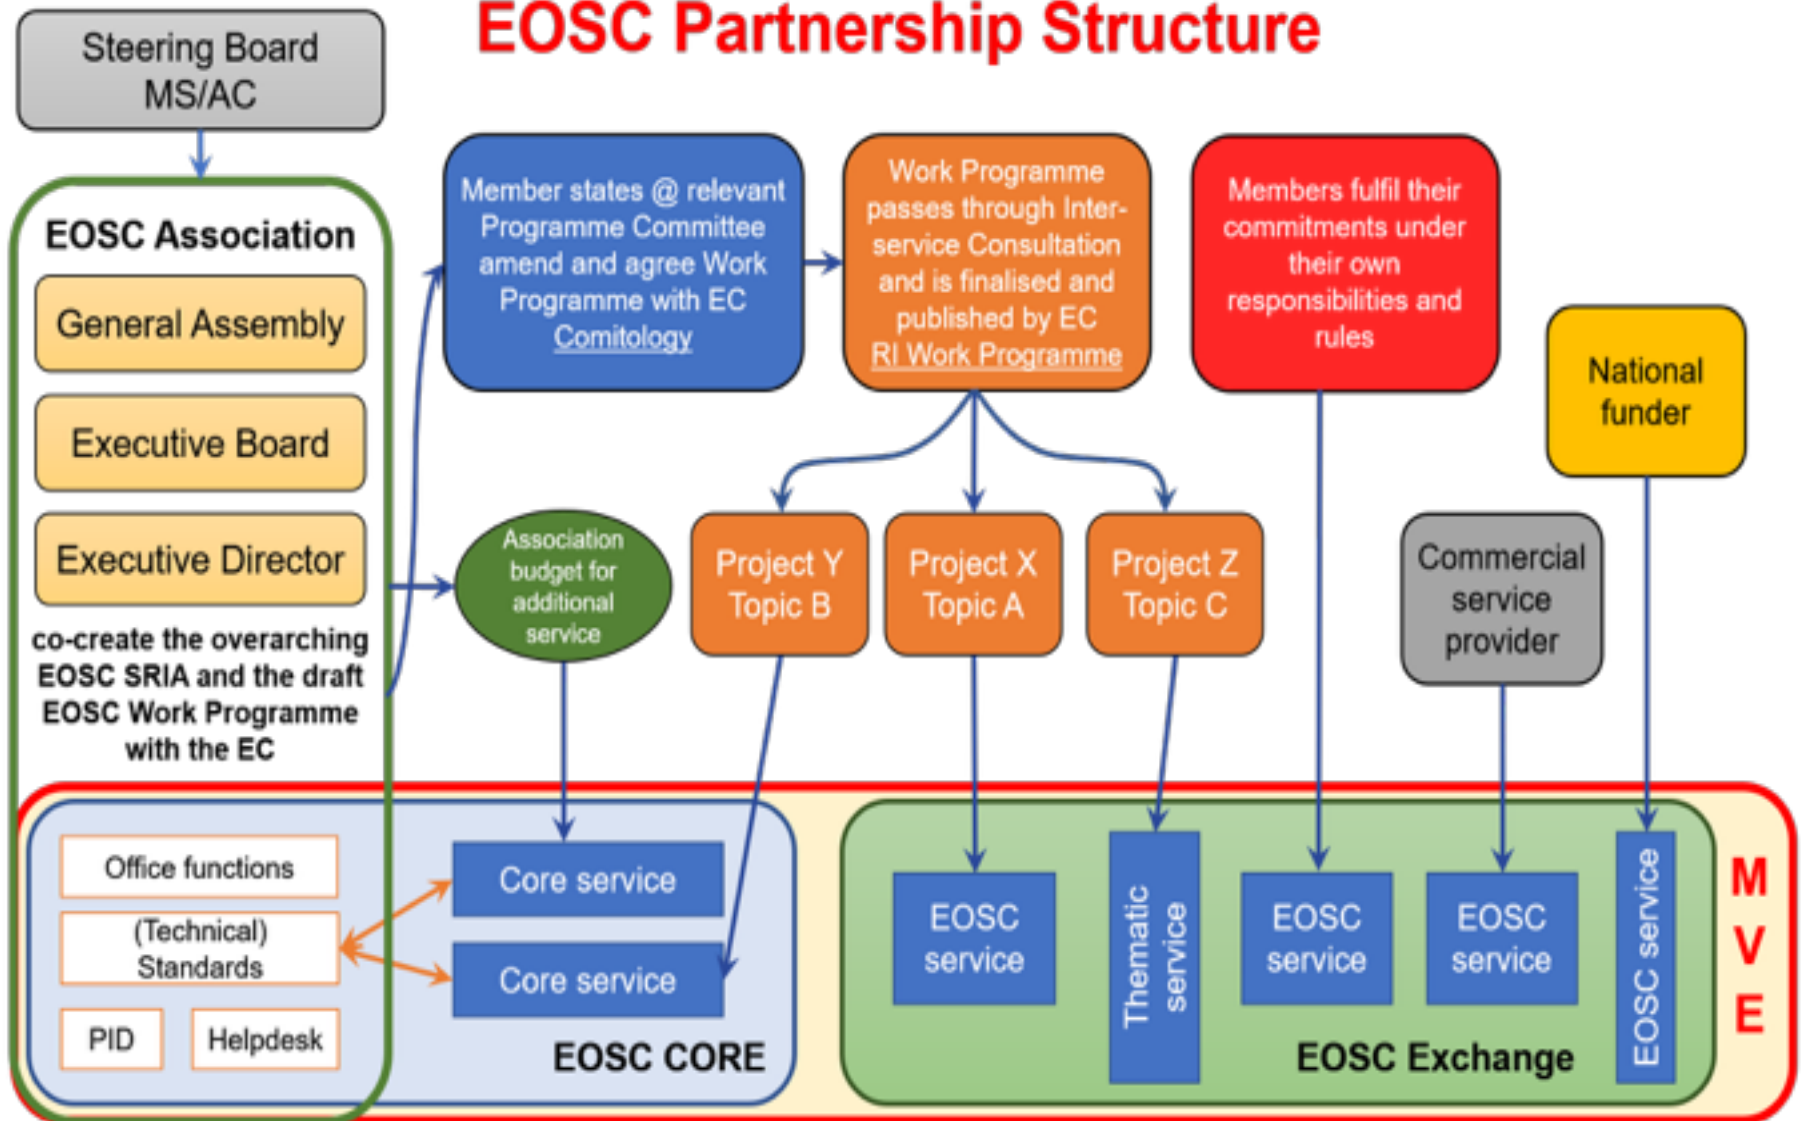 EOSC Partnership Structure
Steering Board
MS/AC
EOSC Association
General Assembly
Executive Board
Executive Director
co-create the overarching
EOSC SRIA and the draft
EOSC Work Programme
with the EC
Member states @ relevant
Programme Committee
amend and agree Work
Programme with EC
Comitology
Work Programme
passes through Inter-
service Consultation
and is finalised and
published by EC
RI Work Programme
Members fulfil their
commitments under
their own
responsibilities and
rules
National
funder
Association
budget for
additional
service
Project Y
Topic B
Project X
Topic A
Project Z
Topic C
Commercial
service
provider
Office functions
(Technical)
Standards
PID
Helpdesk
Core service
Core service
EOSC CORE
EOSC
service
Thematic
service
EOSC
service
EOSC
service
EOSC service
EOSC Exchange
M
V
E